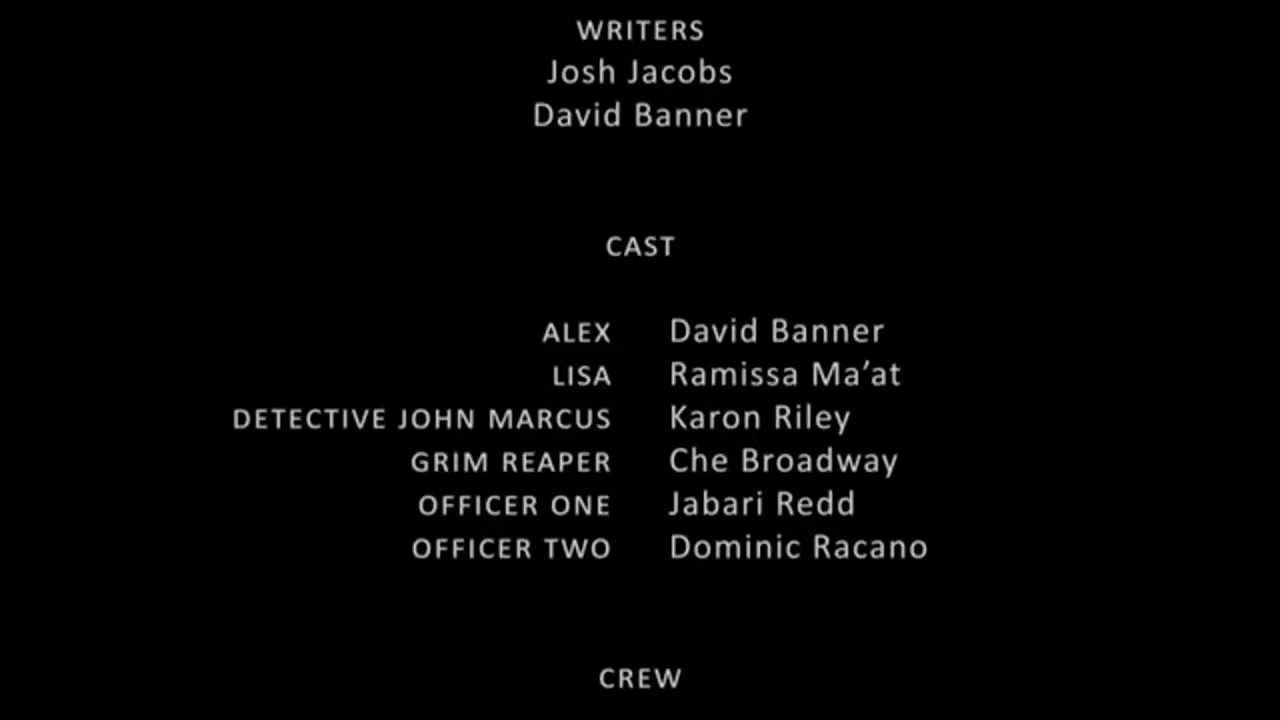 WRITERS
Josh Jacobs
David Banner
CAST
ALEX David Banner
LISA Ramissa Ma’at
DETECTIVE JOHN MARCUS Karon Riley
GRIM REAPER Che Broadway
OFFICER ONE Jabari Redd
OFFICER TWO Dominic Racano
CREW